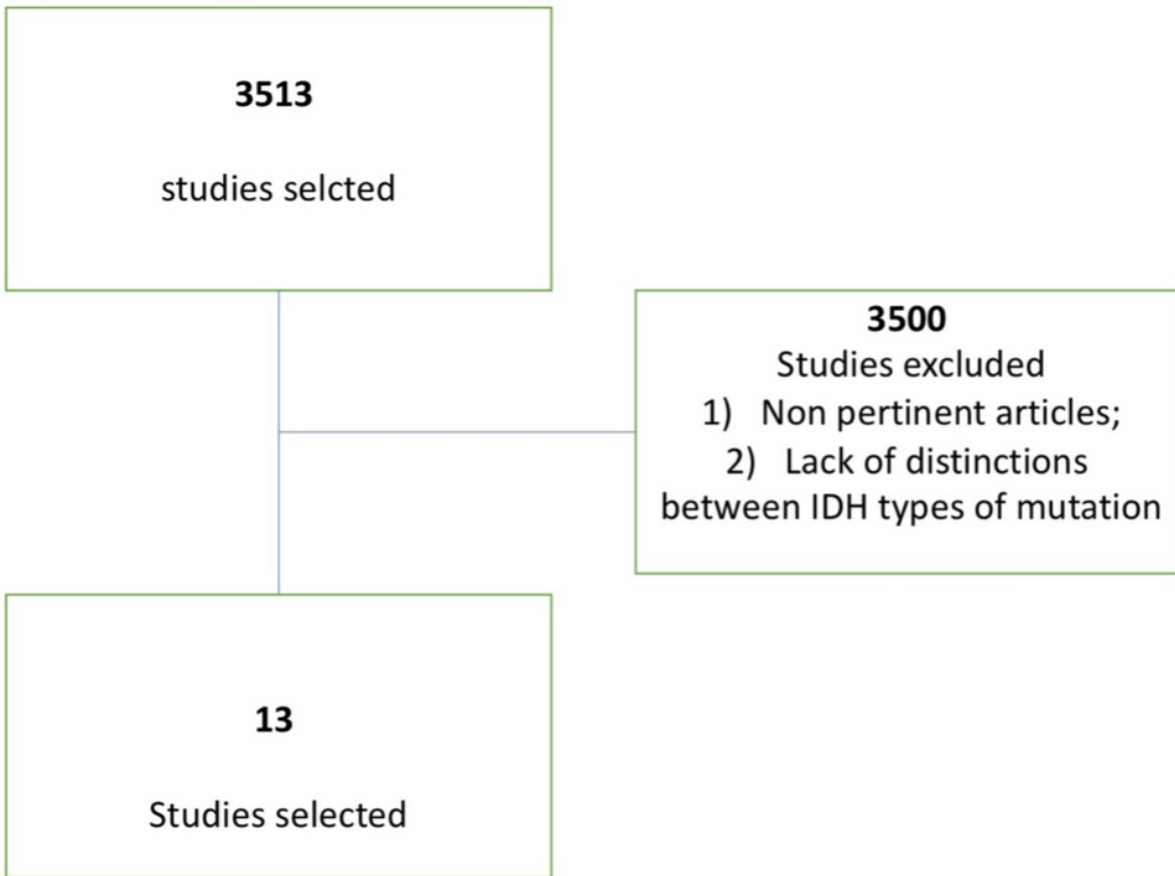 3513
studies selcted
3500
Studies excluded
1) Non pertinent articles;
2) Lack of distinctions
between IDH types of mutation
13
Studies selected